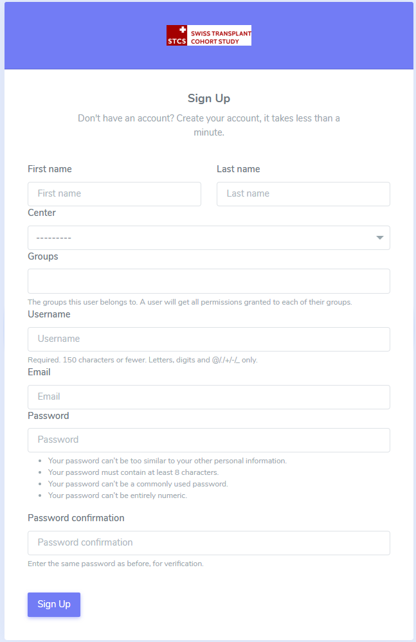 STCS
SWISS TRANSPLANT
COHORT STUDY
Sign Up
Don't have an account? Create your account, it takes less than a
minute.
First name Last name
First name Last name
Center
---------
Groups
The groups this user belongs to. A user will get all permissions granted to each of their groups.
Username
Username
Required. 150 characters or fewer. Letters, digits and @/./+/-/_ only.
Email
Email
Password
Password
• Your password can't be too similar to your other personal information.
• Your password must contain at least 8 characters.
• Your password can't be a commonly used password.
• Your password can't be entirely numeric.
Password confirmation
Password confirmation
Enter the same password as before, for verification.
Sign Up